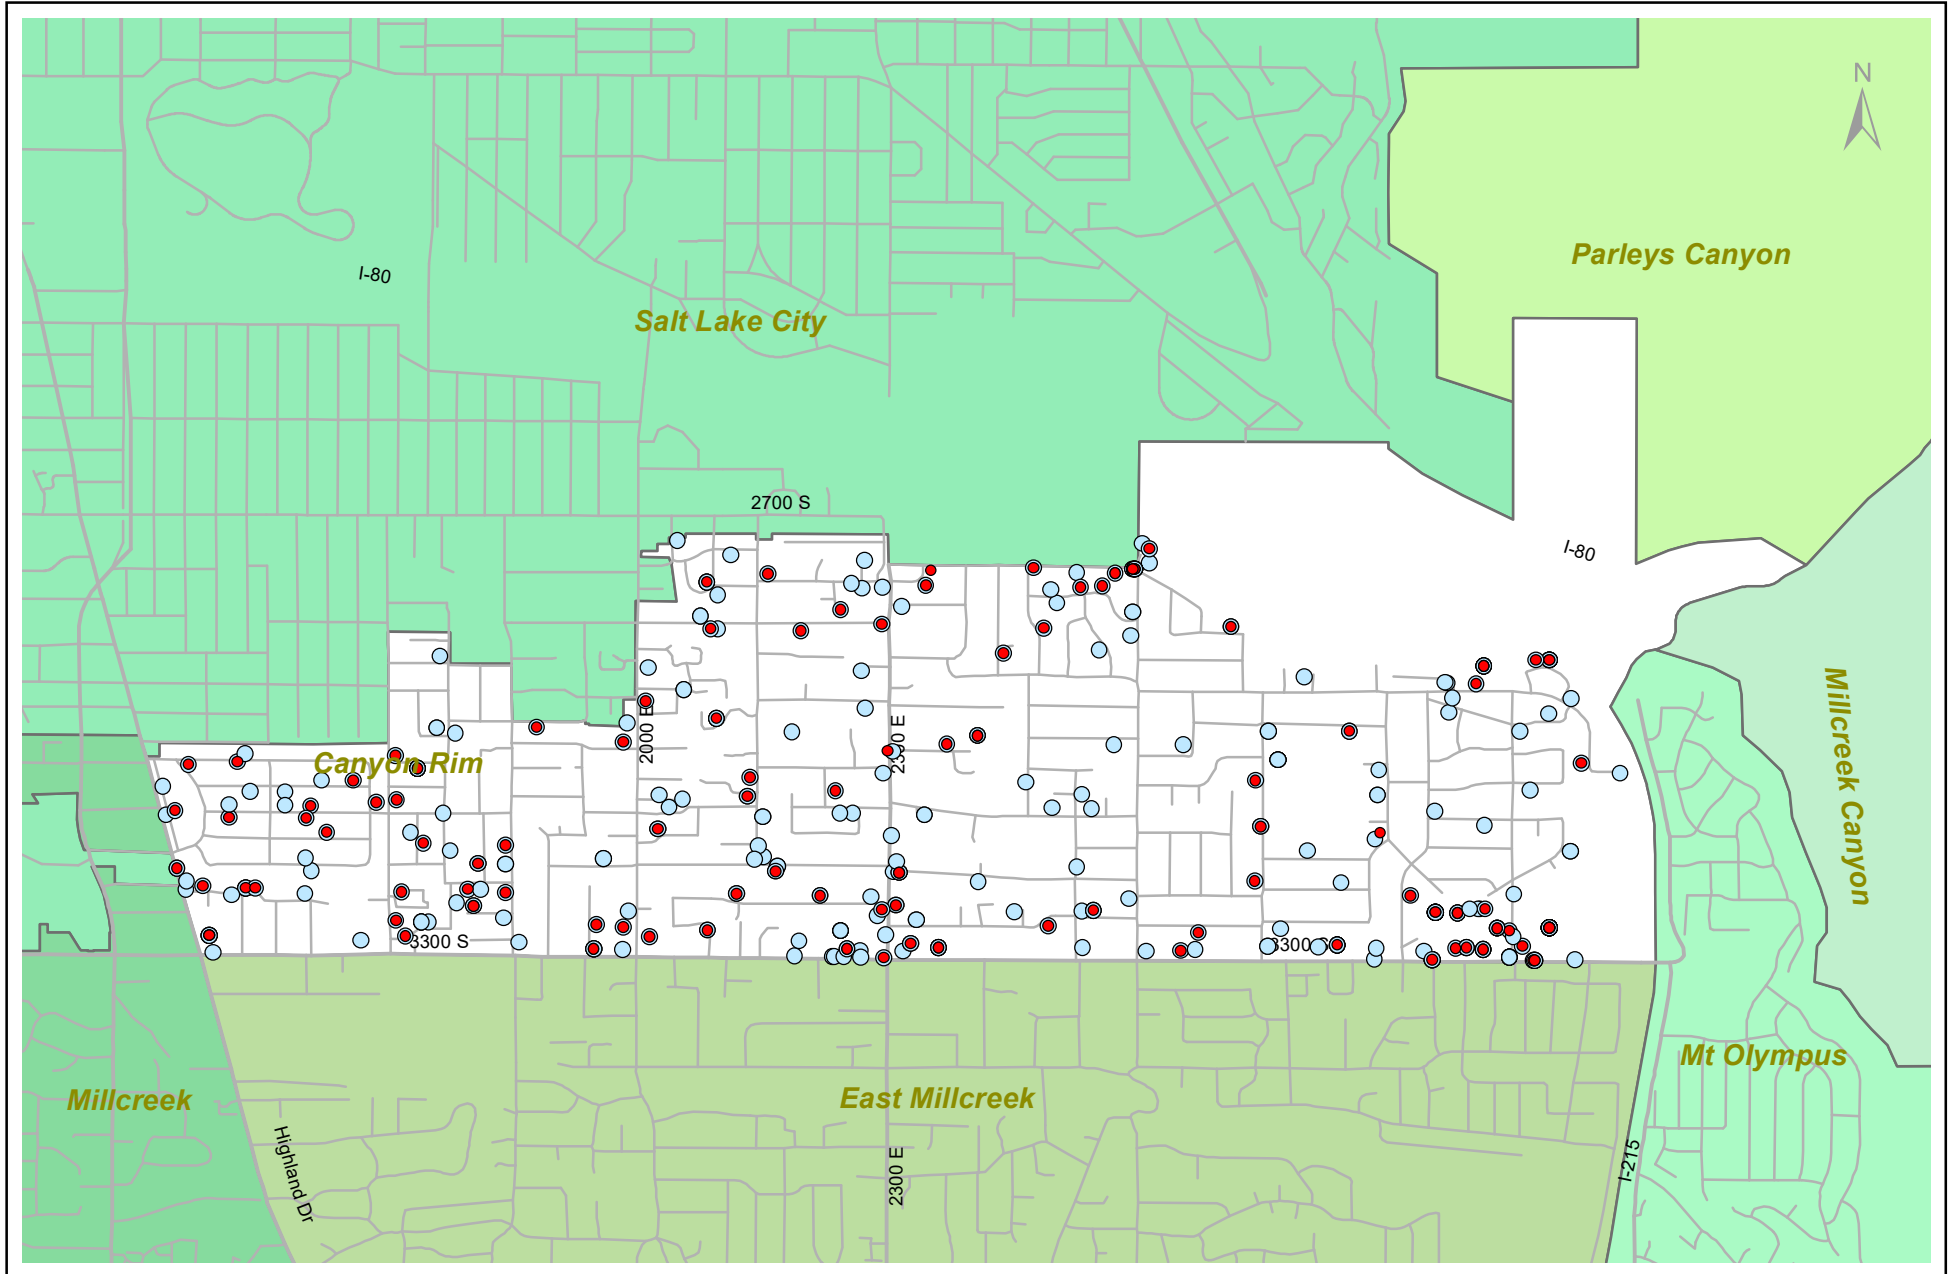 N
Parleys Canyon
I-80
Salt Lake City
2700 S
I-80
2000 E
2300 E
Canyon Rim
Millcreek Canyon
3300 S
3300 S
Mt Olympus
Millcreek
East Millcreek
Highland Dr
2300 E
I-215